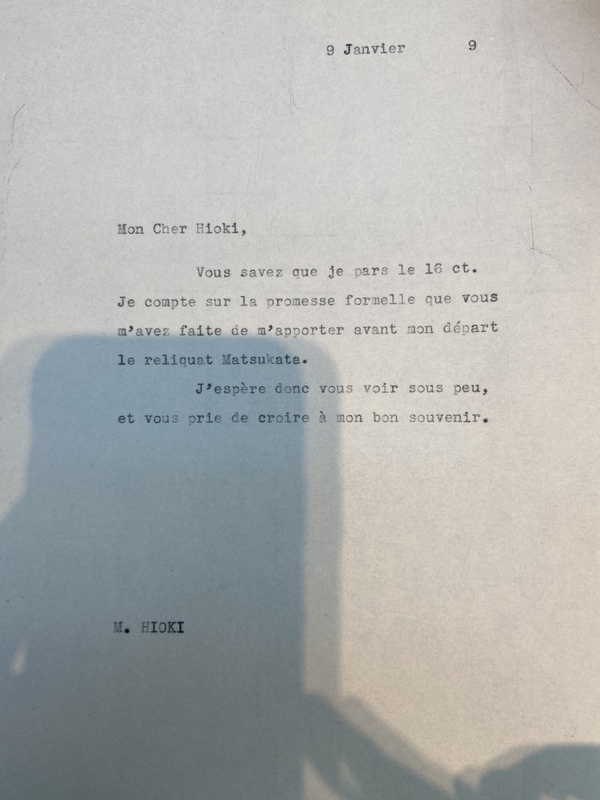 9 Janvier 9
Mon Cher Hioki,
Vous savez que je pars le 16 ct.
Je compte sur la promesse formelle que vous
m'avez faite de m'apporter avant mon départ
le reliquat Matsukata.
J'espère donc vous voir sous peu,
et vous prie de croire à mon bon souvenir.
M. HIOKI